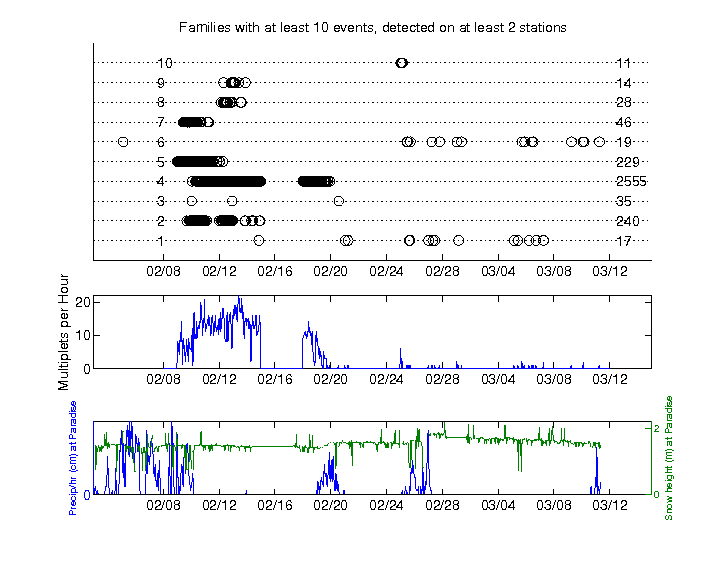 Families with at least 10 events, detected on at least 2 stations
10 11
9 14
8 28
7 46
6 19
5 229
4 2555
3 35
2 240
1 17
02/08 02/12 02/16 02/20 02/24 02/28 03/04 03/08 03/12
Multiplets per Hour
20
10
0
02/08 02/12 02/16 02/20 02/24 02/28 03/04 03/08 03/12
Precip/hr (cm) at Paradise
0
2
0
Snow height (m) at Paradise
02/08 02/12 02/16 02/20 02/24 02/28 03/04 03/08 03/12